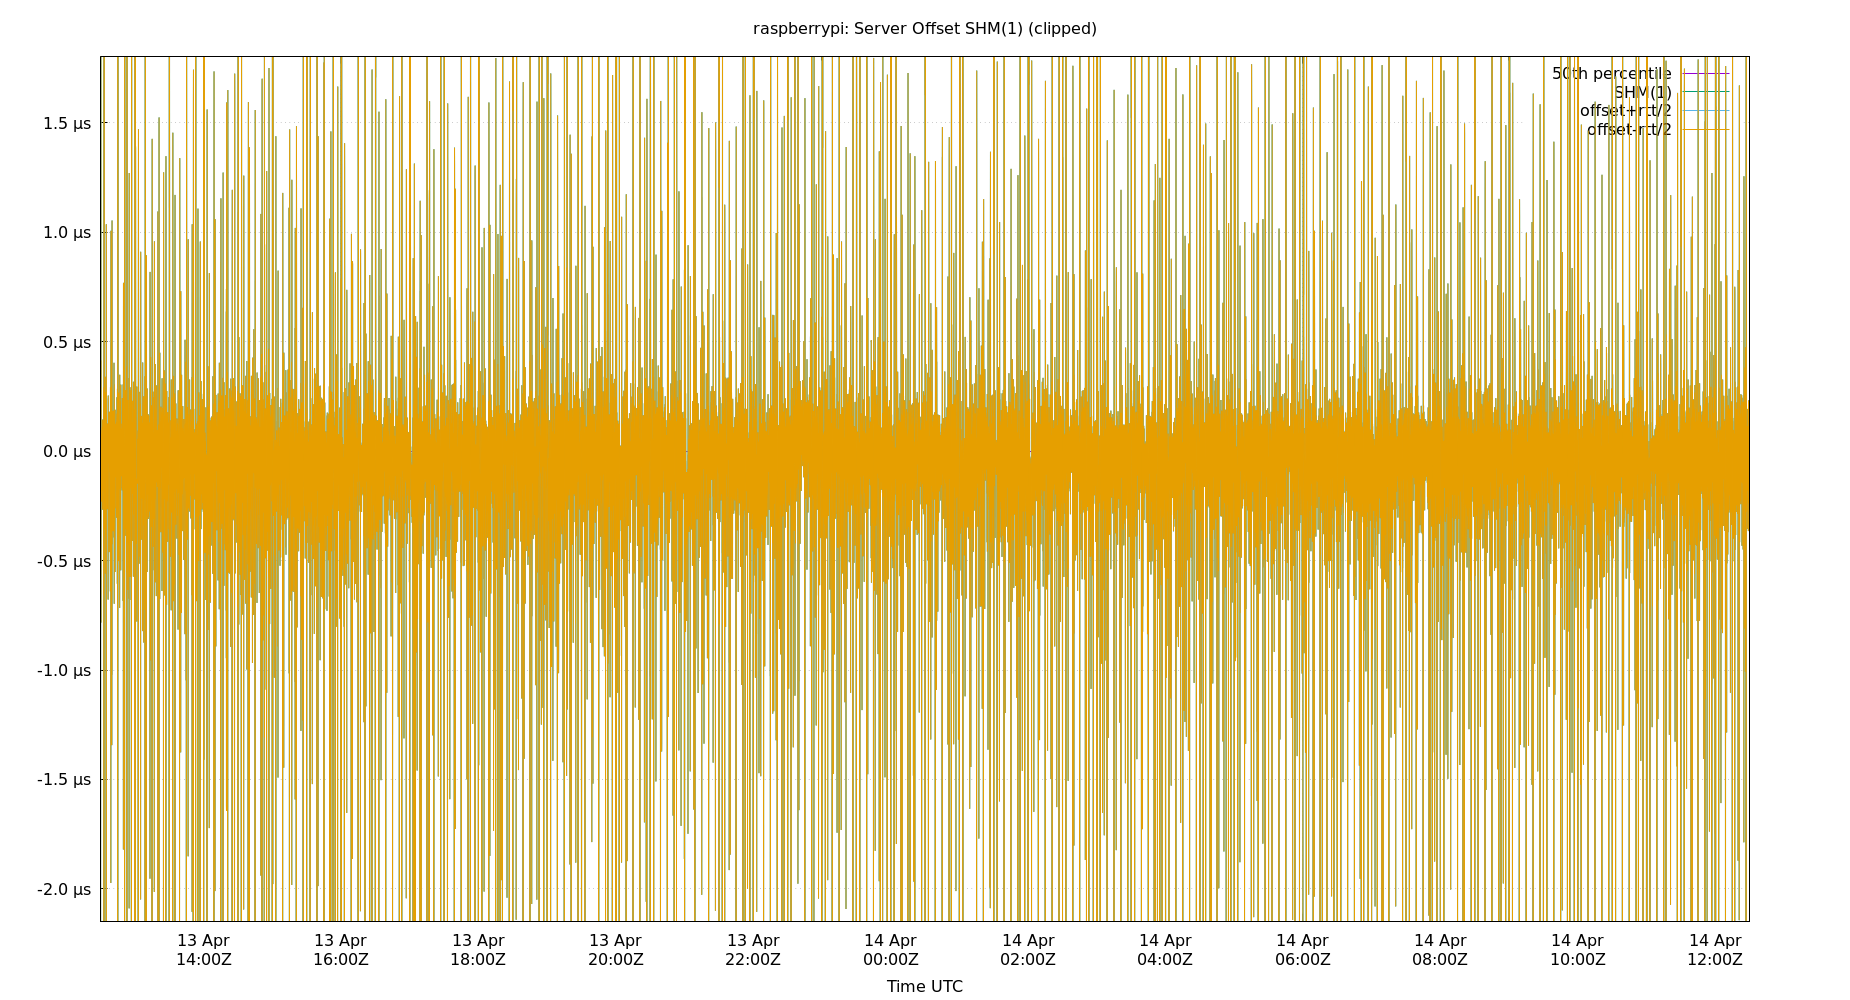 raspberrypi: Server Offset SHM(1) (clipped)
50th percentile
SHM(1)
offset+rtt/2
offset-rtt/2
1.5 µs
1.0 µs
0.5 µs
0.0 µs
-0.5 µs
-1.0 µs
-1.5 µs
-2.0 µs
13 Apr 13 Apr 13 Apr 13 Apr 13 Apr 14 Apr 14 Apr 14 Apr 14 Apr 14 Apr 14 Apr 14 Apr
14:00Z 16:00Z 18:00Z 20:00Z 22:00Z 00:00Z 02:00Z 04:00Z 06:00Z 08:00Z 10:00Z 12:00Z
Time UTC